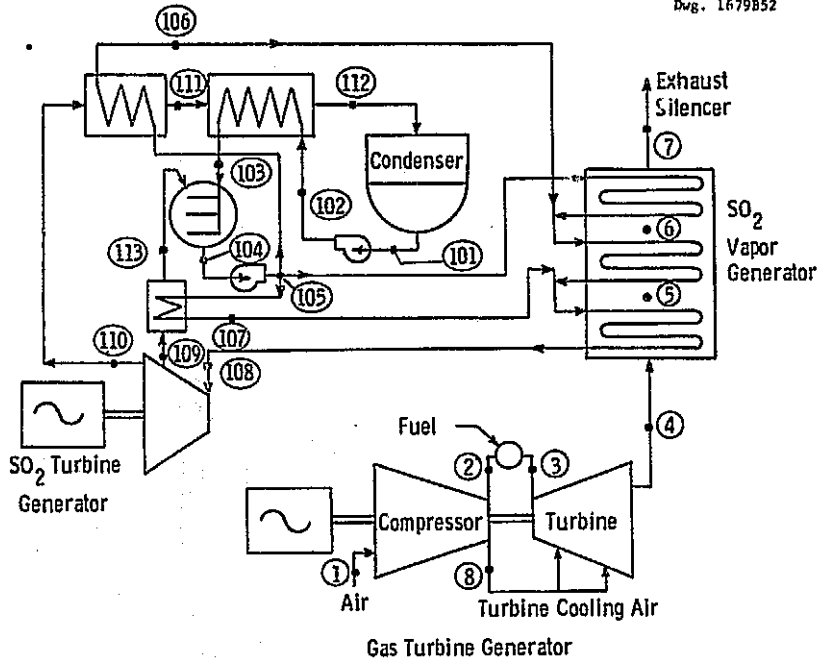 Dwg. 1679B52
106
111
112
Exhaust
Silencer
7
Condenser
103
102
SO2
Vapor
Generator
6
113
104
101
5
105
107
110
109
108
4
Fuel
SO2 Turbine
Generator
2
3
Compressor
Turbine
1
8
Air
Turbine Cooling Air
Gas Turbine Generator